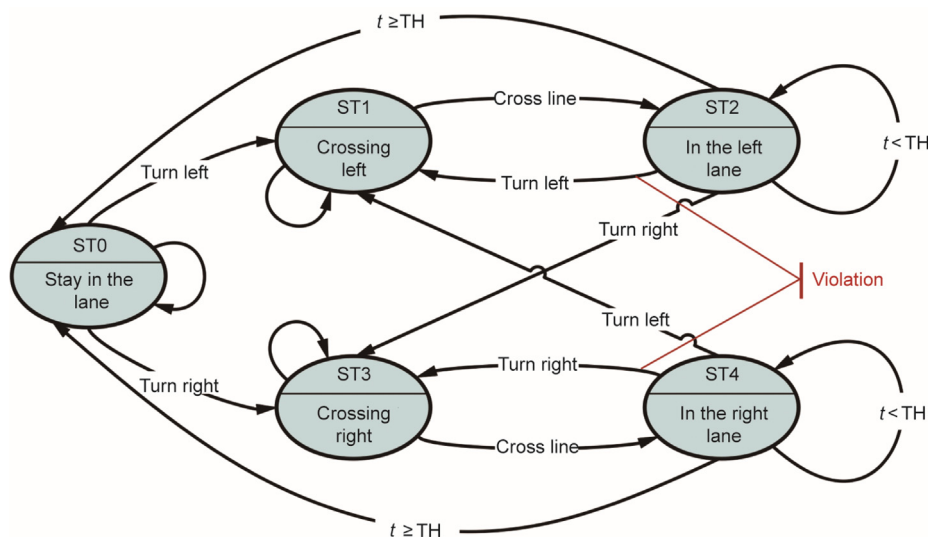 t ≥TH
ST1
Crossing
left
Cross line
ST2
In the left
lane
t < TH
Turn left
Turn left
Turn right
ST0
Stay in the
lane
Violation
Turn left
Turn right
ST3
Crossing
right
Turn right
ST4
In the right
lane
t < TH
Cross line
t ≥TH